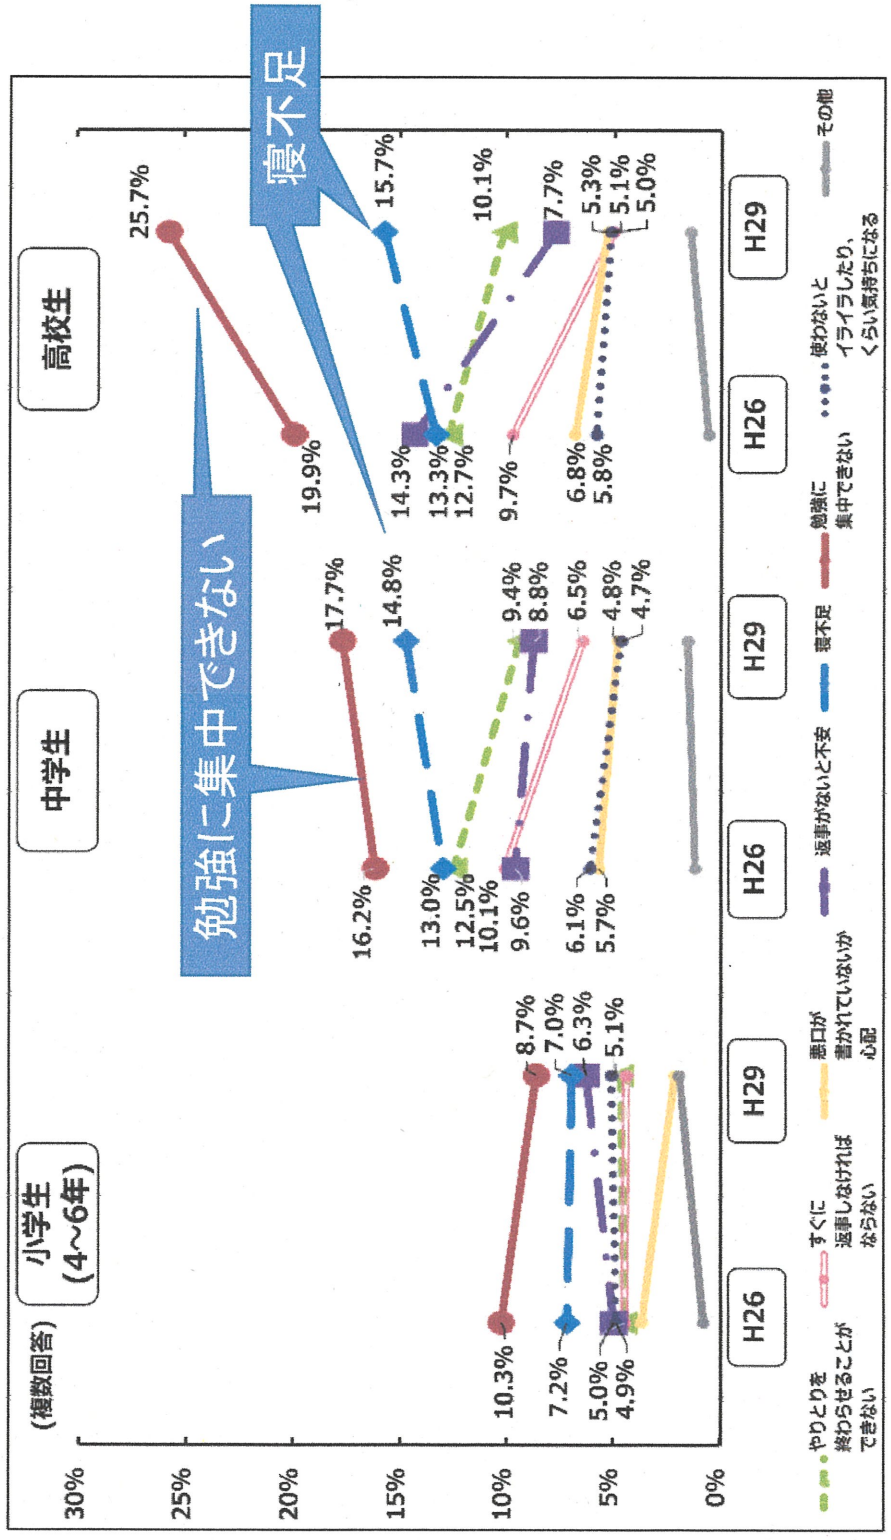 (複数回答)
小学生
(4～6年)
中学生
高校生
勉強に集中できない
寝不足
30%
25%
20%
15%
10%
5%
0%
10.3%
7.2%
5.0%
4.9%
8.7%
7.0%
6.3%
5.1%
16.2%
13.0%
12.5%
10.1%
9.6%
6.1%
5.7%
17.7%
14.8%
9.4%
8.8%
6.5%
4.8%
4.7%
19.9%
14.3%
13.3%
12.7%
9.7%
6.8%
5.8%
25.7%
15.7%
10.1%
7.7%
5.3%
5.1%
5.0%
H26
H29
H26
H29
H26
H29
やりとりを
終わらせることが
できない
すぐに
返事しなければ
ならない
悪口が
書かれていないか
心配
返事がないと不安
寝不足
勉強に
集中できない
使わないと
イライラしたり、
くらい気持ちになる
その他